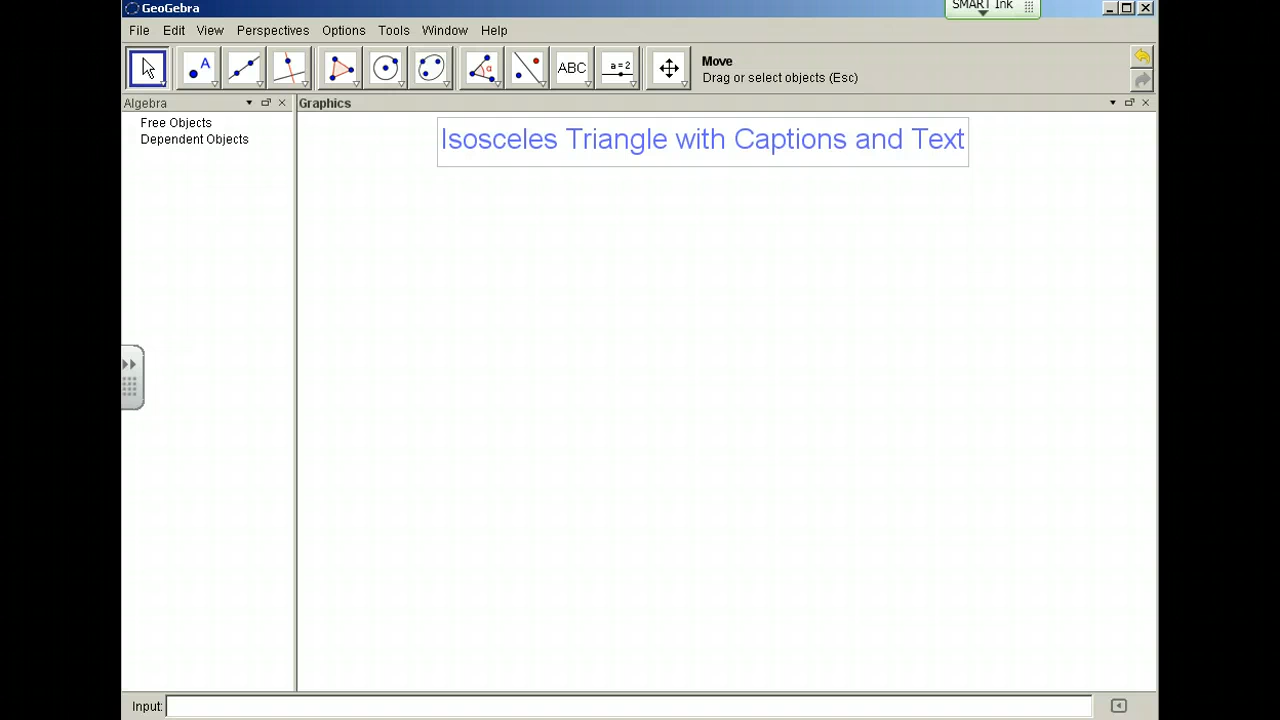 GeoGebra
SMART Ink
File Edit View Perspectives Options Tools Window Help
A
α
ABC
a=2
Move
Drag or select objects (Esc)
Algebra
Graphics
Free Objects
Dependent Objects
Isosceles Triangle with Captions and Text
Input: